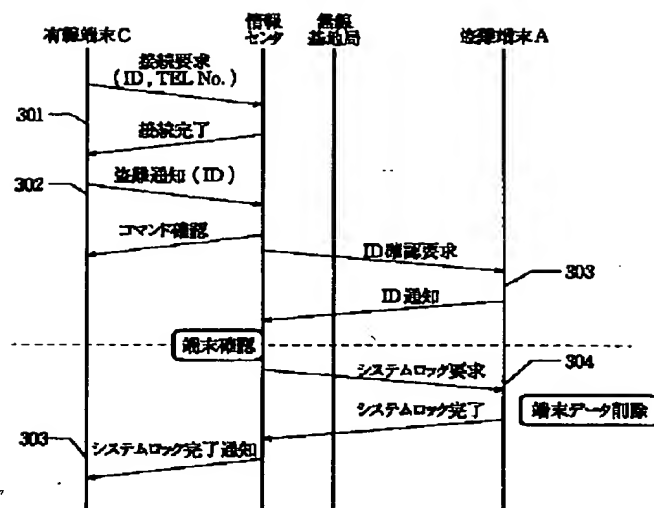 有線端末C
情報
センタ
無線
基地局
盗難端末A
接続要求
(ID, TEL No.)
301
接続完了
302
盗難通知 (ID)
コマンド確認
ID確認要求
303
ID通知
端末確認
304
システムロック要求
システムロック完了
端末データ削除
303
システムロック完了通知